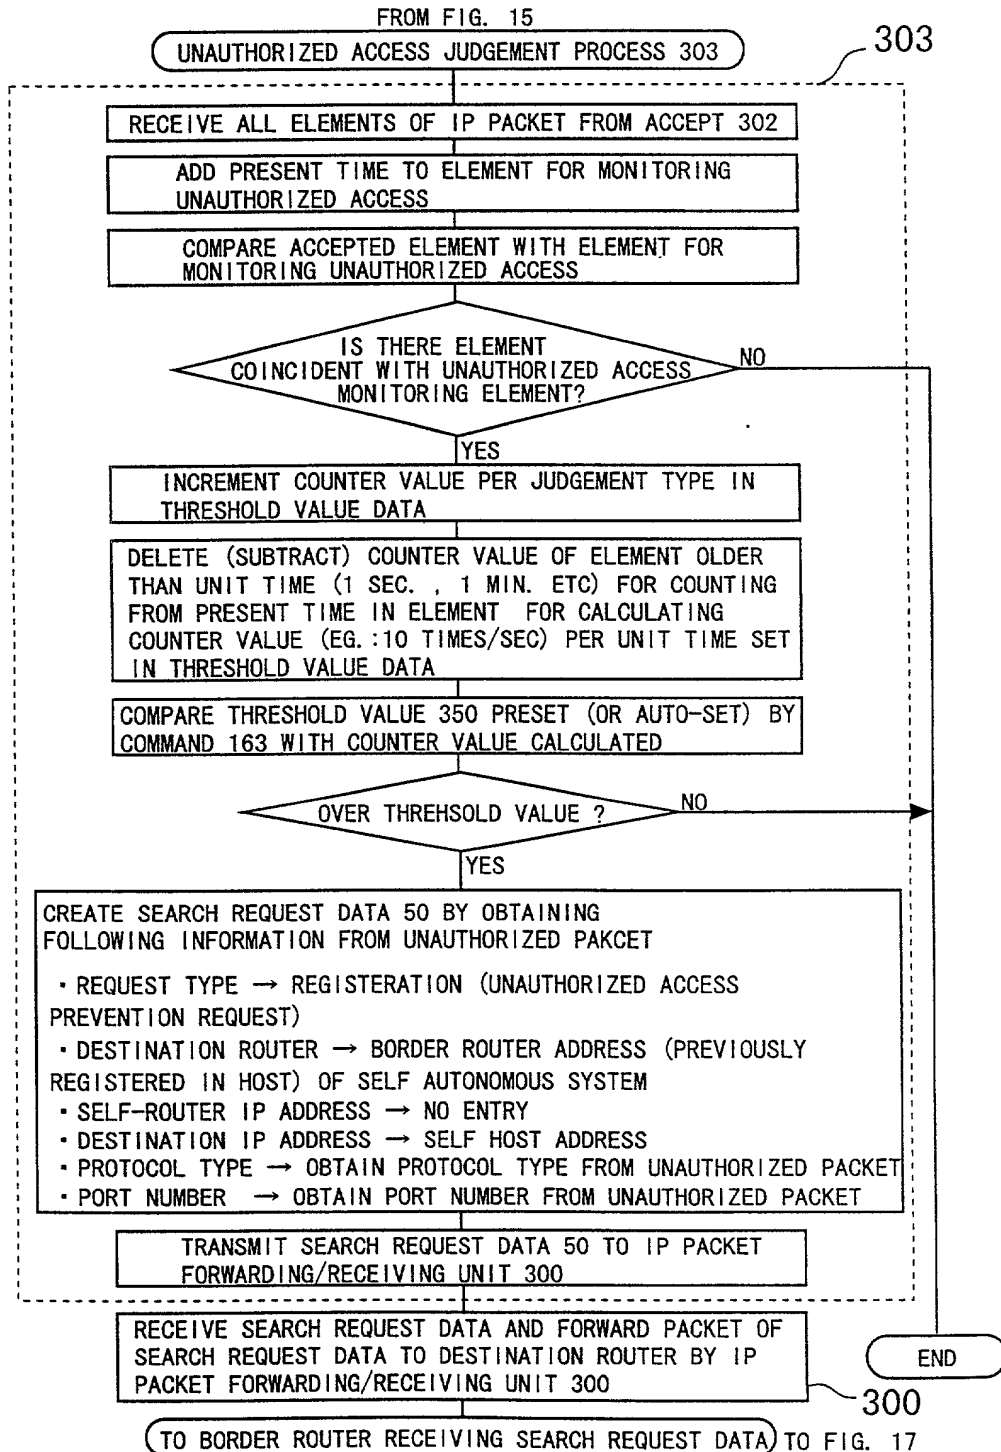 FROM FIG. 15
UNAUTHORIZED ACCESS JUDGEMENT PROCESS 303
303
RECEIVE ALL ELEMENTS OF IP PACKET FROM ACCEPT 302
ADD PRESENT TIME TO ELEMENT FOR MONITORING
UNAUTHORIZED ACCESS
COMPARE ACCEPTED ELEMENT WITH ELEMENT FOR
MONITORING UNAUTHORIZED ACCESS
IS THERE ELEMENT
COINCIDENT WITH UNAUTHORIZED ACCESS
MONITORING ELEMENT?
NO
YES
INCREMENT COUNTER VALUE PER JUDGEMENT TYPE IN
THRESHOLD VALUE DATA
DELETE (SUBTRACT) COUNTER VALUE OF ELEMENT OLDER
THAN UNIT TIME (1 SEC. , 1 MIN. ETC) FOR COUNTING
FROM PRESENT TIME IN ELEMENT FOR CALCULATING
COUNTER VALUE (EG. :10 TIMES/SEC) PER UNIT TIME SET
IN THRESHOLD VALUE DATA
COMPARE THRESHOLD VALUE 350 PRESET (OR AUTO-SET) BY
COMMAND 163 WITH COUNTER VALUE CALCULATED
OVER THREHSOLD VALUE ?
NO
YES
CREATE SEARCH REQUEST DATA 50 BY OBTAINING
FOLLOWING INFORMATION FROM UNAUTHORIZED PAKCET
・REQUEST TYPE → REGISTERATION (UNAUTHORIZED ACCESS
PREVENTION REQUEST)
・DESTINATION ROUTER → BORDER ROUTER ADDRESS (PREVIOUSLY
REGISTERED IN HOST) OF SELF AUTONOMOUS SYSTEM
・SELF-ROUTER IP ADDRESS → NO ENTRY
・DESTINATION IP ADDRESS → SELF HOST ADDRESS
・PROTOCOL TYPE → OBTAIN PROTOCOL TYPE FROM UNAUTHORIZED PACKET
・PORT NUMBER → OBTAIN PORT NUMBER FROM UNAUTHORIZED PACKET
TRANSMIT SEARCH REQUEST DATA 50 TO IP PACKET
FORWARDING/RECEIVING UNIT 300
RECEIVE SEARCH REQUEST DATA AND FORWARD PACKET OF
SEARCH REQUEST DATA TO DESTINATION ROUTER BY IP
PACKET FORWARDING/RECEIVING UNIT 300
END
300
TO BORDER ROUTER RECEIVING SEARCH REQUEST DATA TO FIG. 17